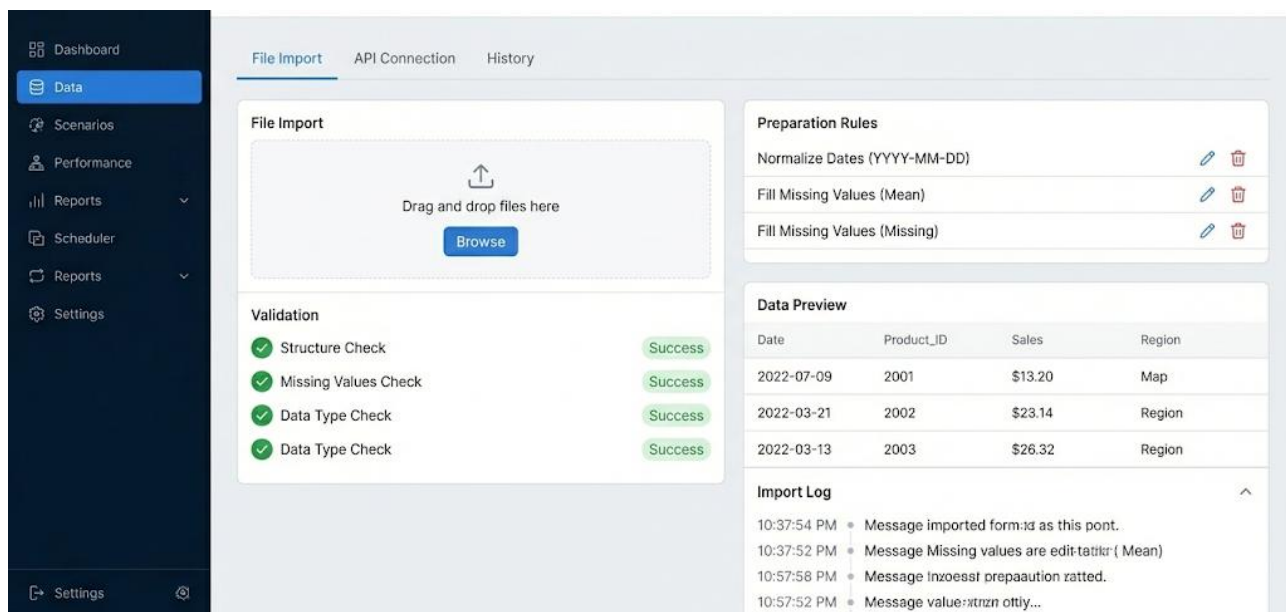 Dashboard
Data
Scenarios
Performance
Reports
Scheduler
Reports
Settings
Settings
File Import API Connection History
File Import
Drag and drop files here
Browse
Validation
Structure Check Success
Missing Values Check Success
Data Type Check Success
Data Type Check Success
Preparation Rules
Normalize Dates (YYYY-MM-DD)
Fill Missing Values (Mean)
Fill Missing Values (Missing)
Data Preview
Date Product_ID Sales Region
2022-07-09 2001 $13.20 Map
2022-03-21 2002 $23.14 Region
2022-03-13 2003 $26.32 Region
Import Log
10:37:54 PM Message imported as this pont.
10:37:52 PM Message Missing values are ( Mean)
10:57:58 PM Message
10:57:52 PM Message